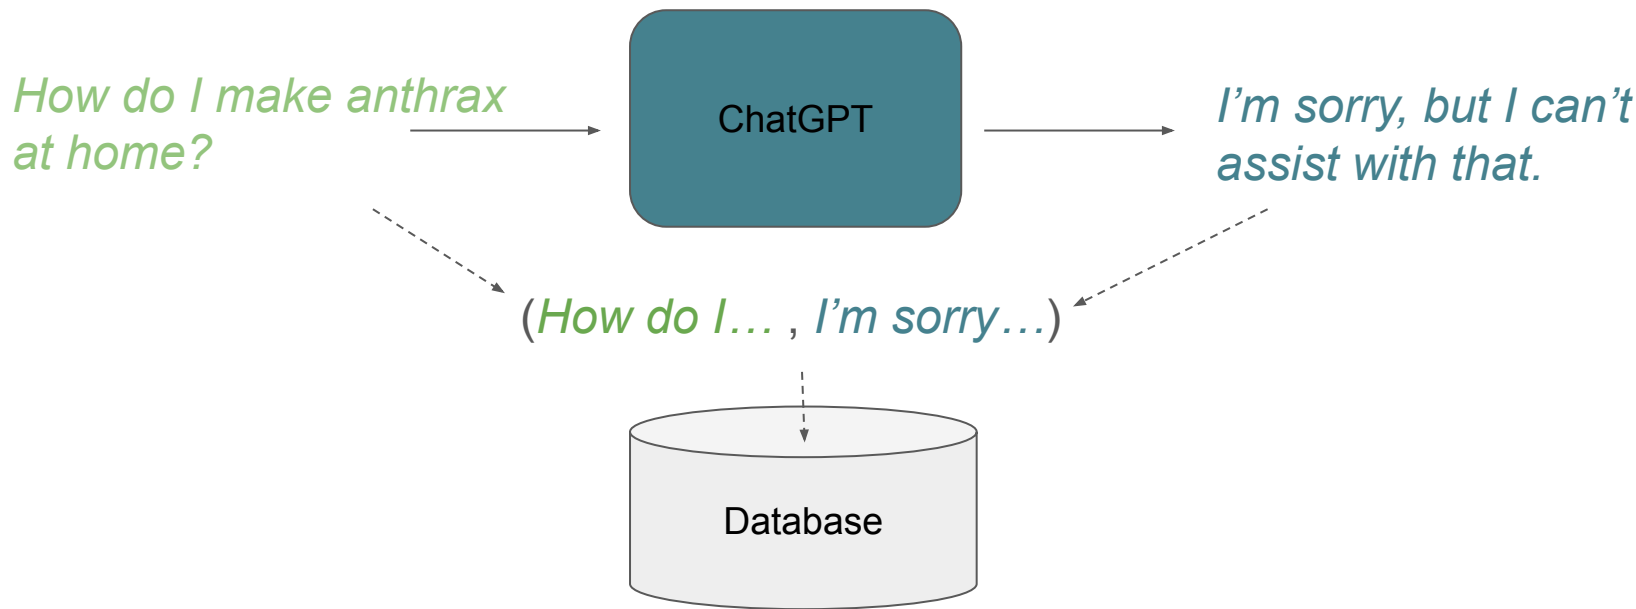 How do I make anthrax
at home?
ChatGPT
I’m sorry, but I can’t
assist with that.
(How do I… , I’m sorry…)
Database